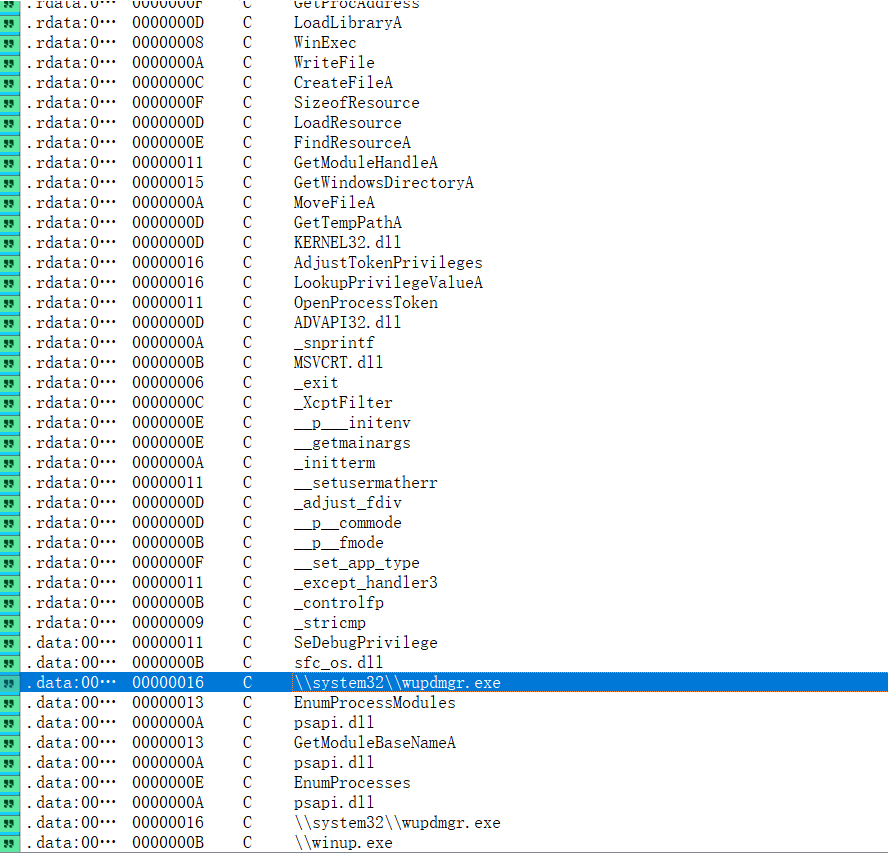 .rdata:0··· 0000000F C GetProcAddress
.rdata:0··· 0000000D C LoadLibraryA
.rdata:0··· 00000008 C WinExec
.rdata:0··· 0000000A C WriteFile
.rdata:0··· 0000000C C CreateFileA
.rdata:0··· 0000000F C SizeofResource
.rdata:0··· 0000000D C LoadResource
.rdata:0··· 0000000E C FindResourceA
.rdata:0··· 00000011 C GetModuleHandleA
.rdata:0··· 00000015 C GetWindowsDirectoryA
.rdata:0··· 0000000A C MoveFileA
.rdata:0··· 0000000D C GetTempPathA
.rdata:0··· 0000000D C KERNEL32.dll
.rdata:0··· 00000016 C AdjustTokenPrivileges
.rdata:0··· 00000016 C LookupPrivilegeValueA
.rdata:0··· 00000011 C OpenProcessToken
.rdata:0··· 0000000D C ADVAPI32.dll
.rdata:0··· 0000000A C _snprintf
.rdata:0··· 0000000B C MSVCRT.dll
.rdata:0··· 00000006 C _exit
.rdata:0··· 0000000C C _XcptFilter
.rdata:0··· 0000000E C __p___initenv
.rdata:0··· 0000000E C __getmainargs
.rdata:0··· 0000000A C _initterm
.rdata:0··· 00000011 C __setusermatherr
.rdata:0··· 0000000D C _adjust_fdiv
.rdata:0··· 0000000D C __p__commode
.rdata:0··· 0000000B C __p__fmode
.rdata:0··· 0000000F C __set_app_type
.rdata:0··· 00000011 C _except_handler3
.rdata:0··· 0000000B C _controlfp
.rdata:0··· 00000009 C _stricmp
.data:00··· 00000011 C SeDebugPrivilege
.data:00··· 0000000B C sfc_os.dll
.data:00··· 00000016 C \\system32\\wupdmgr.exe
.data:00··· 00000013 C EnumProcessModules
.data:00··· 0000000A C psapi.dll
.data:00··· 00000013 C GetModuleBaseNameA
.data:00··· 0000000A C psapi.dll
.data:00··· 0000000E C EnumProcesses
.data:00··· 0000000A C psapi.dll
.data:00··· 00000016 C \\system32\\wupdmgr.exe
.data:00··· 0000000B C \\winup.exe